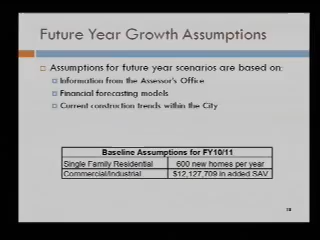 Future Year Growth Assumptions
Assumptions for future year scenarios are based on:
Information from the Assessor's Office
Financial forecasting models
Current construction trends within the City
Baseline Assumptions for FY10/11
Single Family Residential 600 new homes per year
Commercial/Industrial $12,127,709 in added SAV